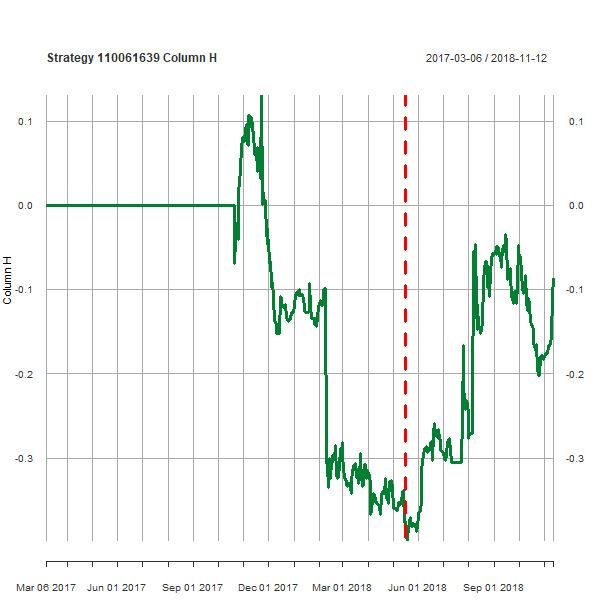 Strategy 110061639 Column H
2017-03-06 / 2018-11-12
0.1 0.1
0.0 0.0
-0.1 -0.1
-0.2 -0.2
-0.3 -0.3
Column H
Mar 06 2017 Jun 01 2017 Sep 01 2017 Dec 01 2017 Mar 01 2018 Jun 01 2018 Sep 01 2018